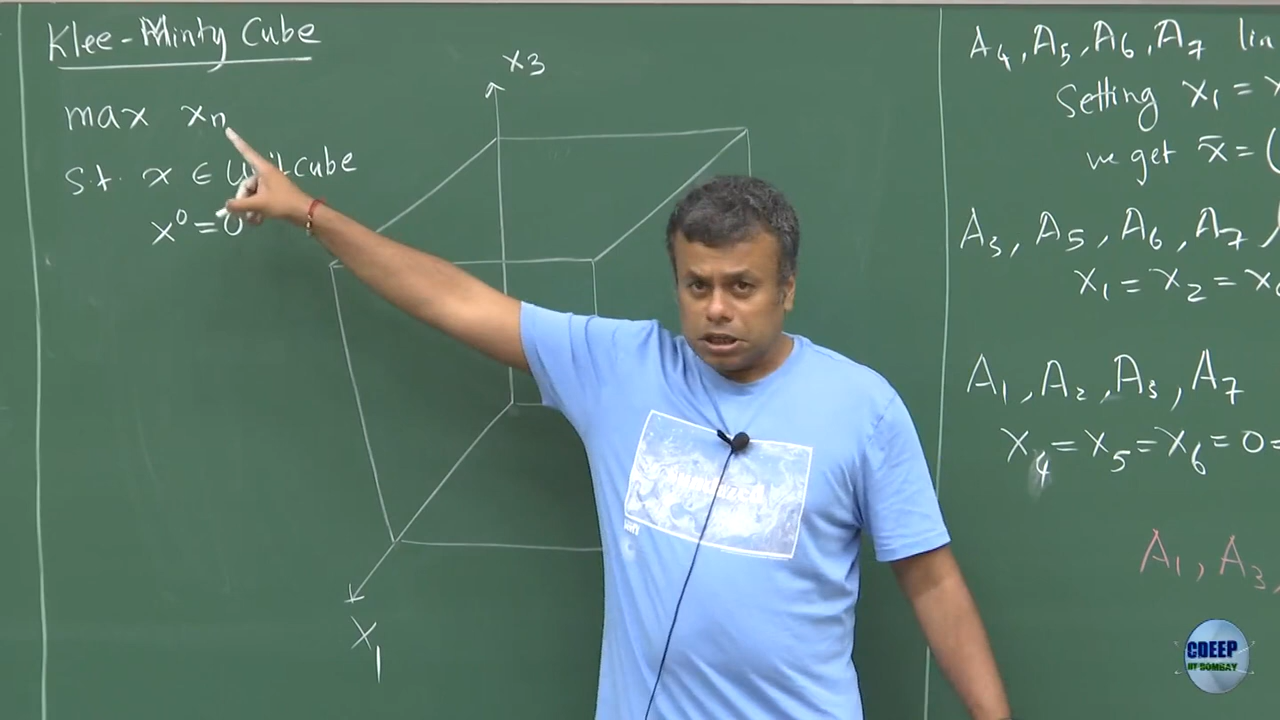 Klee-Minty Cube
max xₙ
s.t. x ∈ Unit cube
x⁰ = 0
x₃
x₁
A₄, A₅, A₆, A₇ lin
Setting x₁ = x
we get x̄ = (
A₃, A₅, A₆, A₇
x₁ = x₂ = x₆
A₁, A₂, A₃, A₇
x₄ = x₅ = x₆ = 0 =
A₁, A₃,
CDEEP
IIT BOMBAY